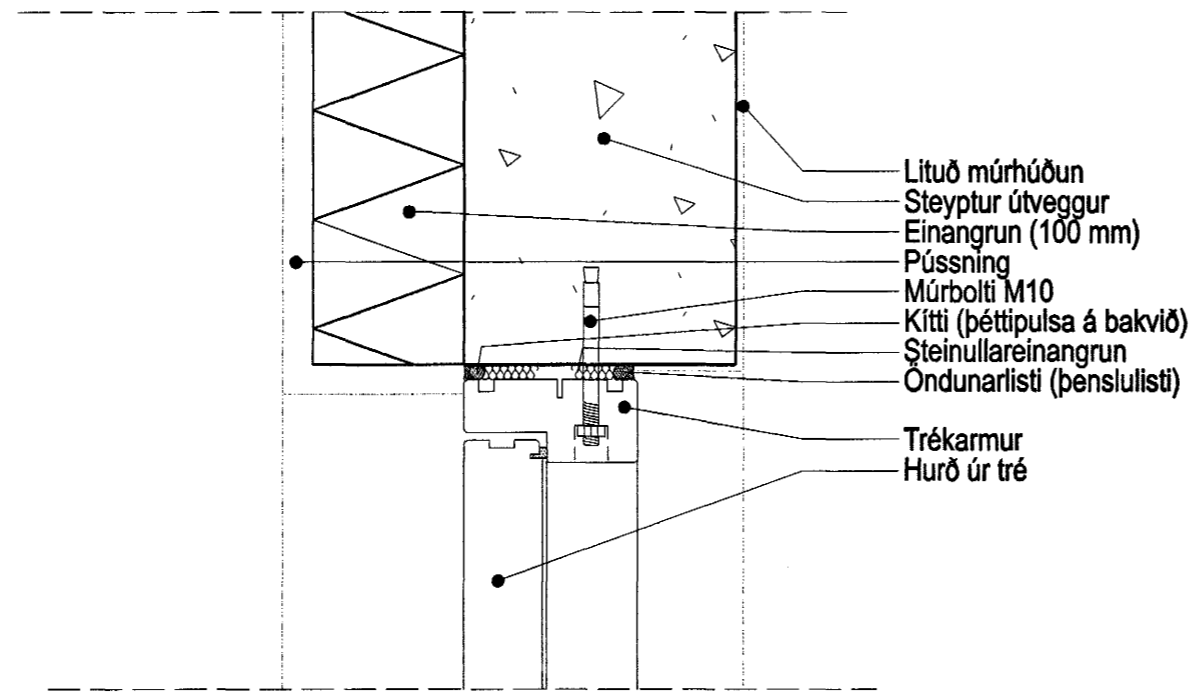 Lituð múrhúðun
Steyptur útveggur
Einangrun (100 mm)
Pússning
Múrbolti M10
Kítti (þéttipulsa á bakvið)
Steinullareinangrun
Öndunarlisti (þenslulisti)
Trékarmur
Hurð úr tré